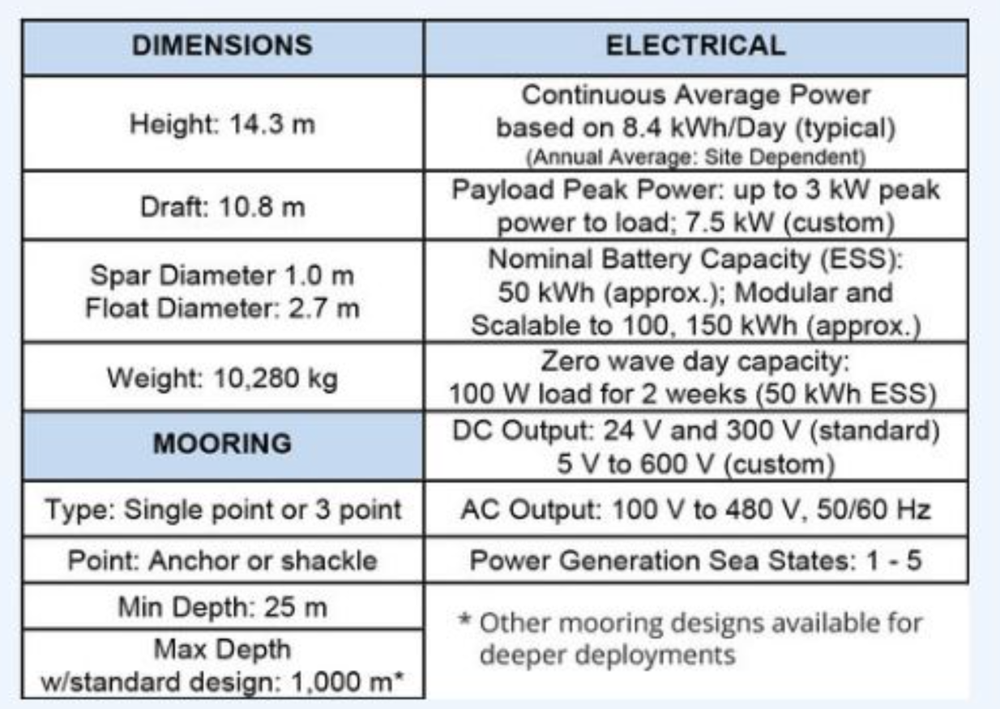 DIMENSIONS
Height: 14.3 m
Draft: 10.8 m
Spar Diameter 1.0 m
Float Diameter: 2.7 m
Weight: 10,280 kg
MOORING
Type: Single point or 3 point
Point: Anchor or shackle
Min Depth: 25 m
Max Depth
w/standard design: 1,000 m*
ELECTRICAL
Continuous Average Power
based on 8.4 kWh/Day (typical)
(Annual Average: Site Dependent)
Payload Peak Power: up to 3 kW peak
power to load; 7.5 kW (custom)
Nominal Battery Capacity (ESS):
50 kWh (approx.); Modular and
Scalable to 100, 150 kWh (approx.)
Zero wave day capacity:
100 W load for 2 weeks (50 kWh ESS)
DC Output: 24 V and 300 V (standard)
5 V to 600 V (custom)
AC Output: 100 V to 480 V, 50/60 Hz
Power Generation Sea States: 1 - 5
* Other mooring designs available for
deeper deployments